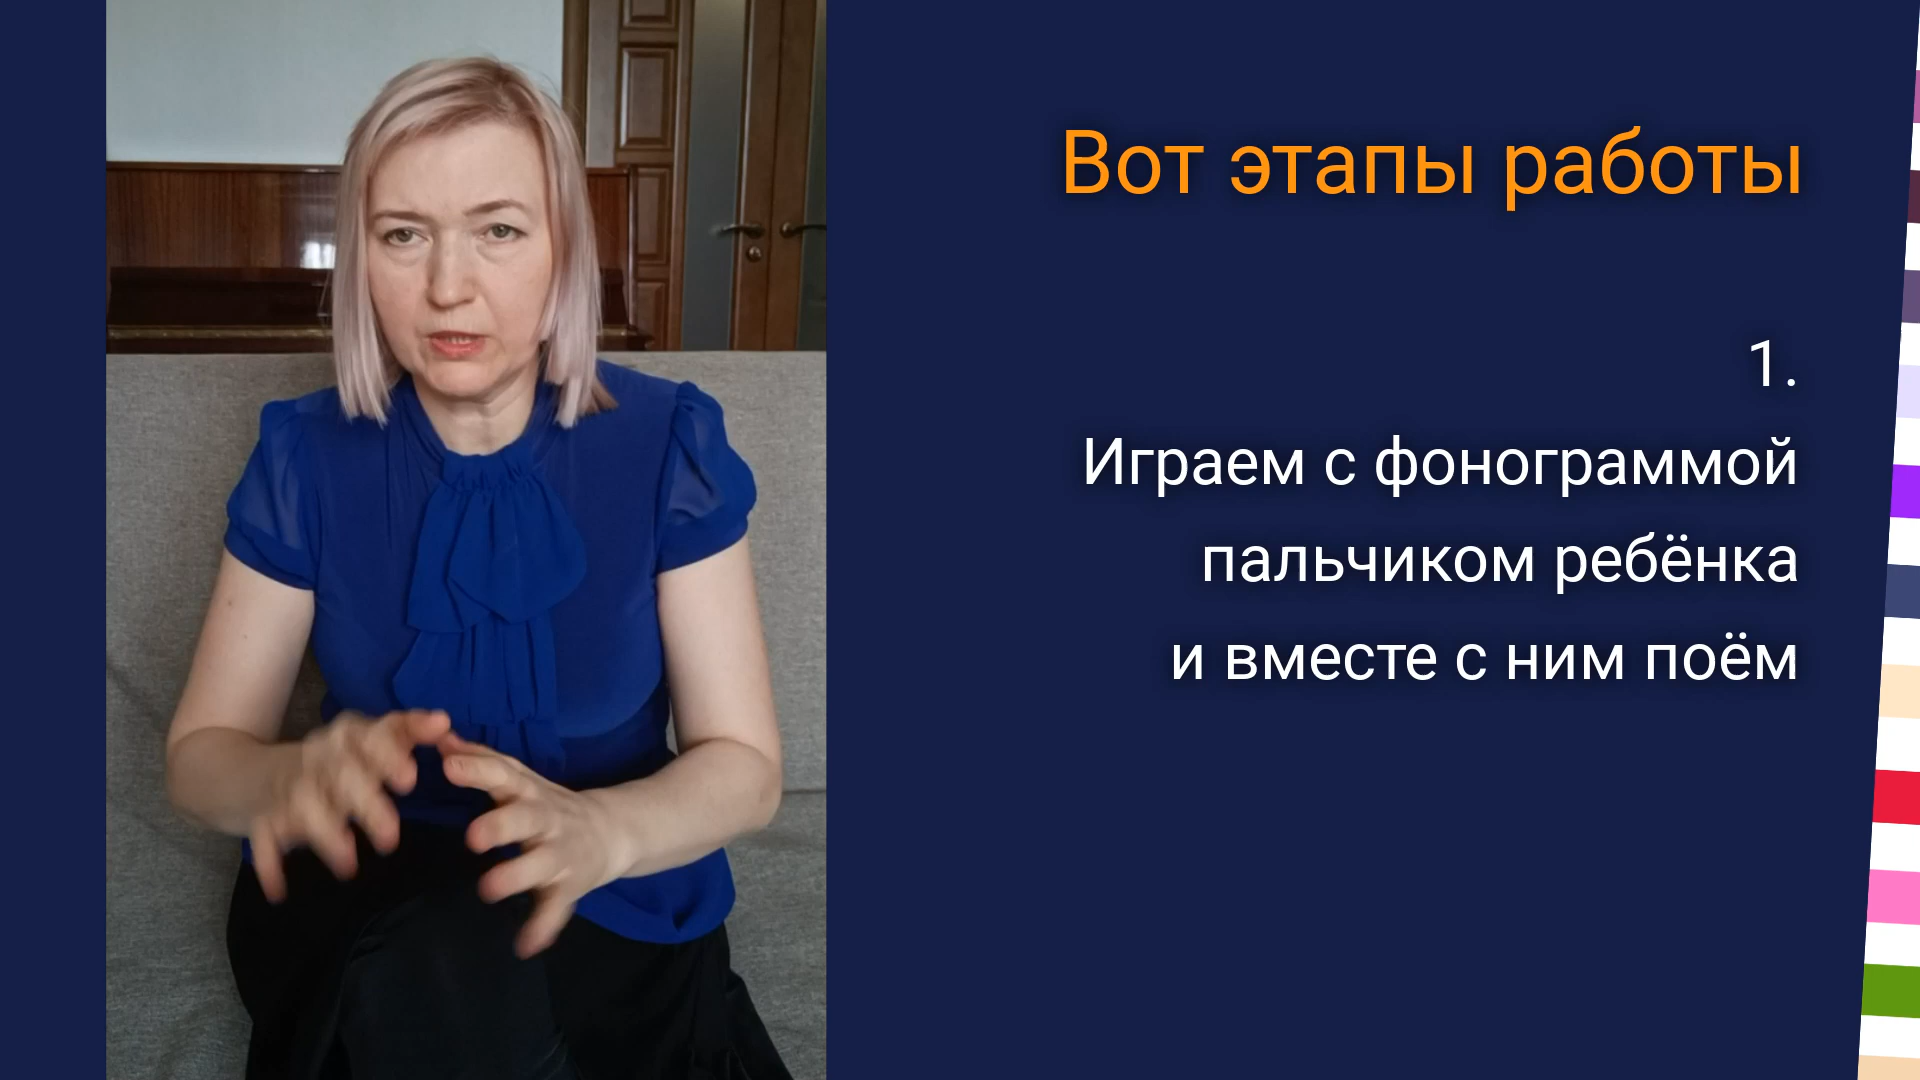 Вот этапы работы
1.
Играем с фонограммой
пальчиком ребёнка
и вместе с ним поём